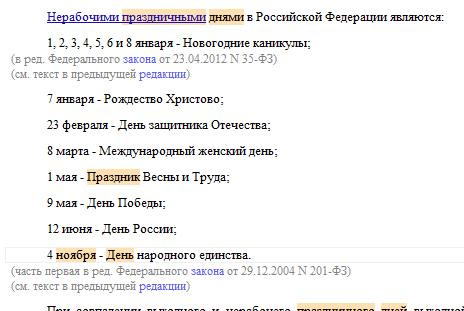 Нерабочими праздничными днями в Российской Федерации являются:
1, 2, 3, 4, 5, 6 и 8 января - Новогодние каникулы;
(в ред. Федерального закона от 23.04.2012 N 35-ФЗ)
(см. текст в предыдущей редакции)
7 января - Рождество Христово;
23 февраля - День защитника Отечества;
8 марта - Международный женский день;
1 мая - Праздник Весны и Труда;
9 мая - День Победы;
12 июня - День России;
4 ноября - День народного единства.
(часть первая в ред. Федерального закона от 29.12.2004 N 201-ФЗ)
(см. текст в предыдущей редакции)
При совпадении выходного и нерабочего праздничного дней выходной